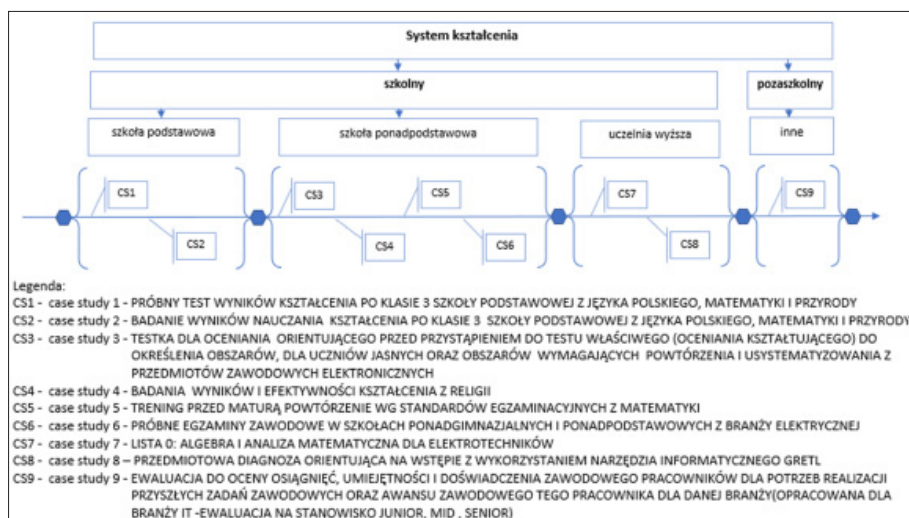 System kształcenia
szkolny
pozaszkolny
szkoła podstawowa
szkoła ponadpodstawowa
uczelnia wyższa
inne
CS1
CS3
CS5
CS7
CS9
CS2
CS4
CS6
CS8
Legenda:
CS1 - case study 1 - PRÓBNY TEST WYNIKÓW KSZTAŁCENIA PO KLASIE 3 SZKOŁY PODSTAWOWEJ Z JĘZYKA POLSKIEGO, MATEMATYKI I PRZYRODY
CS2 - case study 2 - BADANIE WYNIKÓW NAUCZANIA KSZTAŁCENIA PO KLASIE 3 SZKOŁY PODSTAWOWEJ Z JĘZYKA POLSKIEGO, MATEMATYKI I PRZYRODY
CS3 - case study 3 - TESTKA DLA OCENIANIA ORIENTUJĄCEGO PRZED PRZYSTĄPIENIEM DO TESTU WŁAŚCIWEGO (OCENIANIA KSZTAŁTUJĄCEGO) DO
OKREŚLENIA OBSZARÓW, DLA UCZNIÓW JASNYCH ORAZ OBSZARÓW WYMAGAJĄCYCH POWTÓRZENIA I USYSTEMATYZOWANIA Z
PRZEDMIOTÓW ZAWODOWYCH ELEKTRONICZNYCH
CS4 - case study 4 - BADANIA WYNIKÓW I EFEKTYWNOŚCI KSZTAŁCENIA Z RELIGII
CS5 - case study 5 - TRENING PRZED MATURĄ POWTÓRZENIE WG STANDARDÓW EGZAMINACYJNYCH Z MATEMATYKI
CS6 - case study 6 - PRÓBNE EGZAMINY ZAWODOWE W SZKOŁACH PONADGIMNAZJALNYCH I PONADPODSTAWOWYCH Z BRANŻY ELEKTRYCZNEJ
CS7 - case study 7 - LISTA 0: ALGEBRA I ANALIZA MATEMATYCZNA DLA ELEKTROTECHNIKÓW
CS8 - case study 8 – PRZEDMIOTOWA DIAGNOZA ORIENTUJĄCA NA WSTĘPIE Z WYKORZYSTANIEM NARZĘDZIA INFORMATYCZNEGO GRETL
CS9 - case study 9 - EWALUACJA DO OCENY OSIĄGNIĘĆ, UMIEJĘTNOŚCI I DOŚWIADCZENIA ZAWODOWEGO PRACOWNIKÓW DLA POTRZEB REALIZACJI
PRZYSZŁYCH ZADAŃ ZAWODOWYCH ORAZ AWANSU ZAWODOWEGO TEGO PRACOWNIKA DLA DANEJ BRANŻY(OPRACOWANA DLA
BRANŻY IT -EWALUACJA NA STANOWISKO JUNIOR, MID , SENIOR)